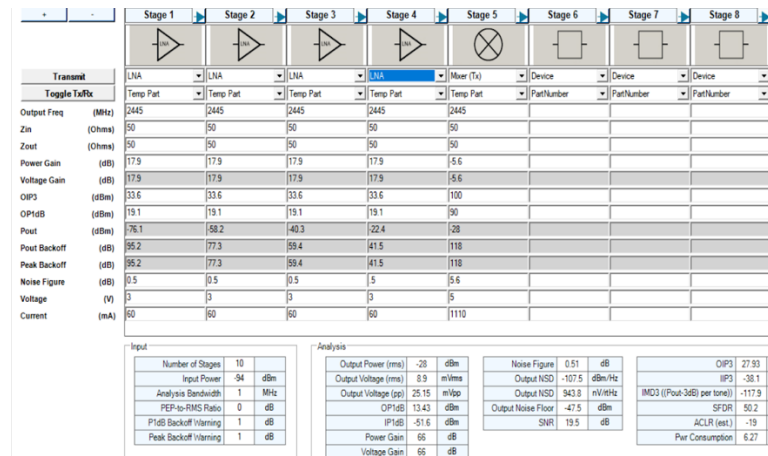 + - Stage 1 Stage 2 Stage 3 Stage 4 Stage 5 Stage 6 Stage 7 Stage 8
LNA LNA LNA LNA
Transmit LNA LNA LNA LNA Mixer (Tx) Device Device Device
Toggle Tx/Rx Temp Part Temp Part Temp Part Temp Part Temp Part PartNumber PartNumber PartNumber
Output Freq (MHz) 2445 2445 2445 2445 2445
Zin (Ohms) 50 50 50 50 50
Zout (Ohms) 50 50 50 50 50
Power Gain (dB) 17.9 17.9 17.9 17.9 -5.6
Voltage Gain (dB) 17.9 17.9 17.9 17.9 -5.6
OIP3 (dBm) 33.6 33.6 33.6 33.6 100
OP1dB (dBm) 19.1 19.1 19.1 19.1 90
Pout (dBm) -76.1 -58.2 -40.3 -22.4 -28
Pout Backoff (dB) 95.2 77.3 59.4 41.5 118
Peak Backoff (dB) 95.2 77.3 59.4 41.5 118
Noise Figure (dB) 0.5 0.5 0.5 .5 5.6
Voltage (V) 3 3 3 3 5
Current (mA) 60 60 60 60 1110
Input
Number of Stages 10
Input Power -94 dBm
Analysis Bandwidth 1 MHz
PEP-to-RMS Ratio 0 dB
P1dB Backoff Warning 1 dB
Peak Backoff Warning 1 dB
Analysis
Output Power (rms) -28 dBm
Output Voltage (rms) 8.9 mVrms
Output Voltage (pp) 25.15 mVpp
OP1dB 13.43 dBm
IP1dB -51.6 dBm
Power Gain 66 dB
Voltage Gain 66 dB
Noise Figure 0.51 dB
Output NSD -107.5 dBm/Hz
Output NSD 943.8 nV/rtHz
Output Noise Floor -47.5 dBm
SNR 19.5 dB
OIP3 27.93
IIP3 -38.1
IMD3 ((Pout-3dB) per tone)) -117.9
SFDR 50.2
ACLR (est.) -19
Pwr Consumption 6.27